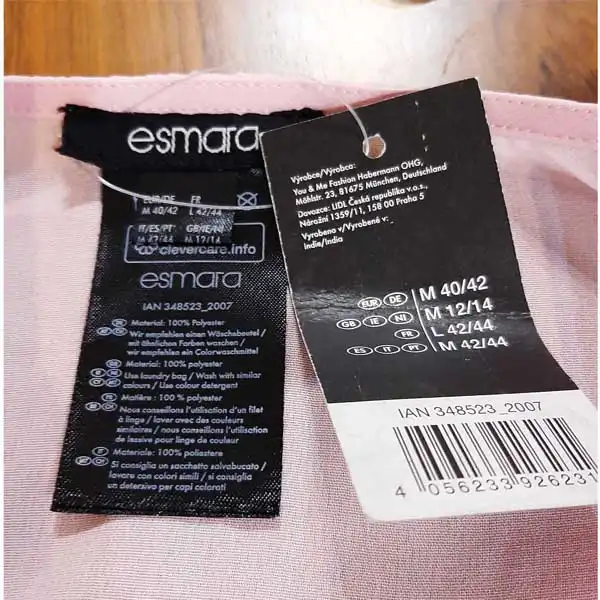 esmara
EUR/DE FR
M 40/42 L 42/44
IT/ES/PT GB/IE/NI
M 42/44 M 12/14
clevercare.info
esmara
IAN 348523_2007
Material: 100% Polyester
Wir empfehlen einen Wäschebeutel /
mit ähnlichen Farben waschen /
wir empfehlen ein Colorwaschmittel
Material: 100% polyester
Use laundry bag / Wash with similar
colours / Use colour detergent
Matière : 100 % polyester
Nous conseillons l'utilisation d'un filet
à linge / laver avec des couleurs
similaires / nous conseillons l'utilisation
de lessive pour linge de couleur
Materiale: 100% poliestere
Si consiglia un sacchetto salvabucato /
lavare con colori simili / si consiglia
un detersivo per capi colorati
Výrobce/Výrobca:
You & Me Fashion Habermann OHG,
Möhlstr. 23, 81675 München, Deutschland
Dovozce: LIDL Česká republika v.o.s.,
Nárožní 1359/11, 158 00 Praha 5
Vyrobeno v/Vyrobené v:
Indie/India
EUR DE M 40/42
GB IE NI M 12/14
FR L 42/44
ES IT PT M 42/44
IAN 348523_2007
4 056233 926231